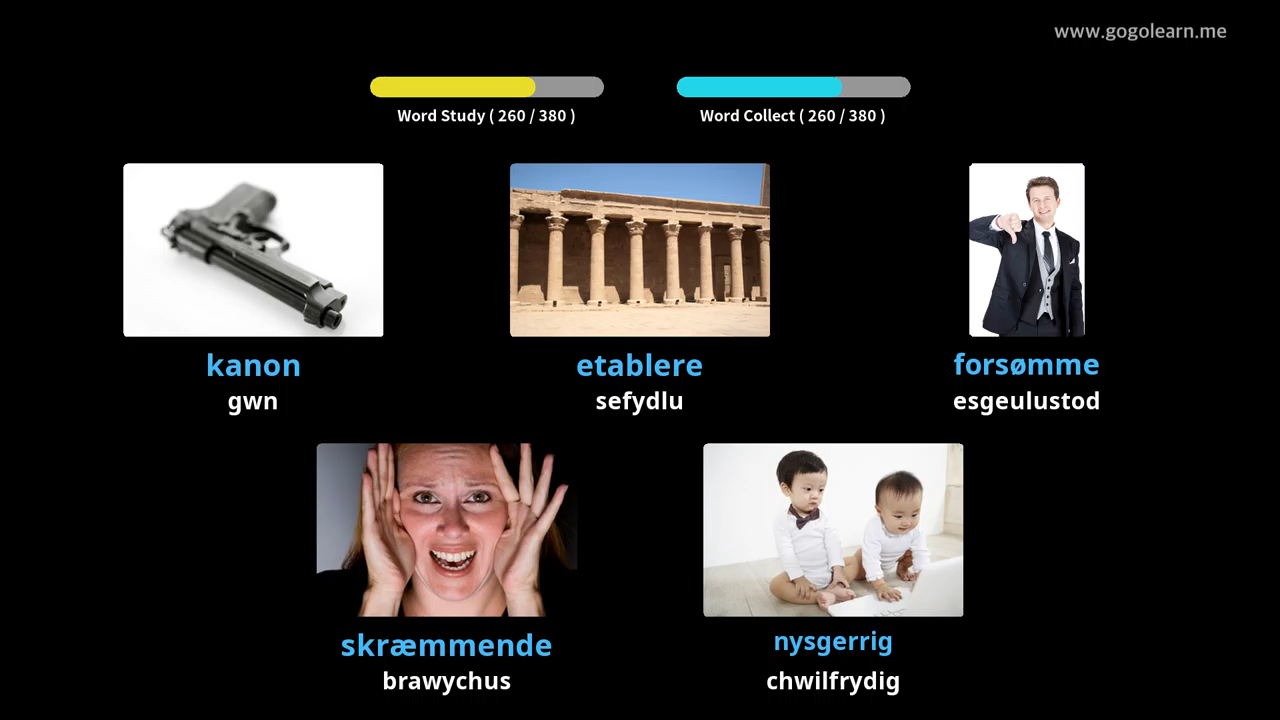 www.gogolearn.me
Word Study ( 260 / 380 )
Word Collect ( 260 / 380 )
kanon
gwn
etablere
sefydlu
forsømme
esgeulustod
skræmmende
brawychus
nysgerrig
chwilfrydig